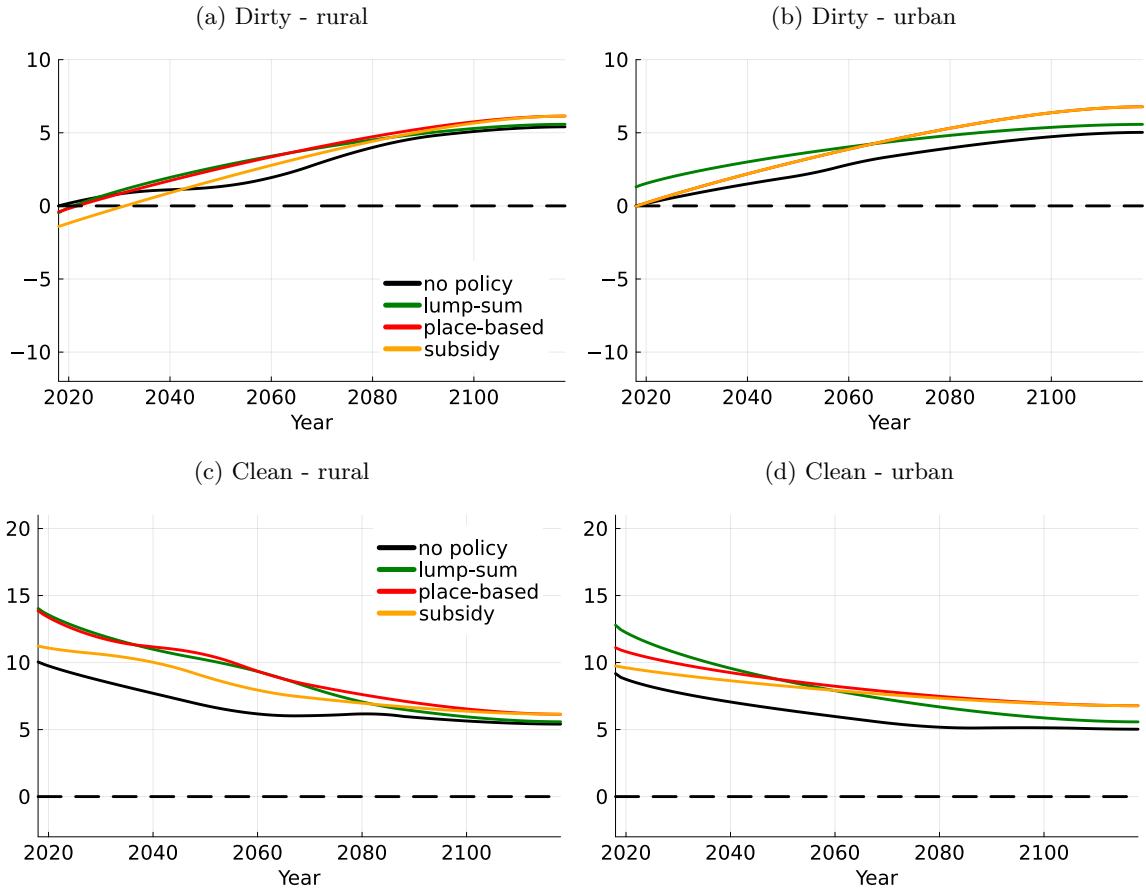 (a) Dirty - rural
10
5
0
−5
−10
no policy
lump-sum
place-based
subsidy
2020 2040 2060 2080 2100
Year
(b) Dirty - urban
10
5
0
−5
−10
2020 2040 2060 2080 2100
Year
(c) Clean - rural
20
15
10
5
0
no policy
lump-sum
place-based
subsidy
2020 2040 2060 2080 2100
Year
(d) Clean - urban
20
15
10
5
0
2020 2040 2060 2080 2100
Year